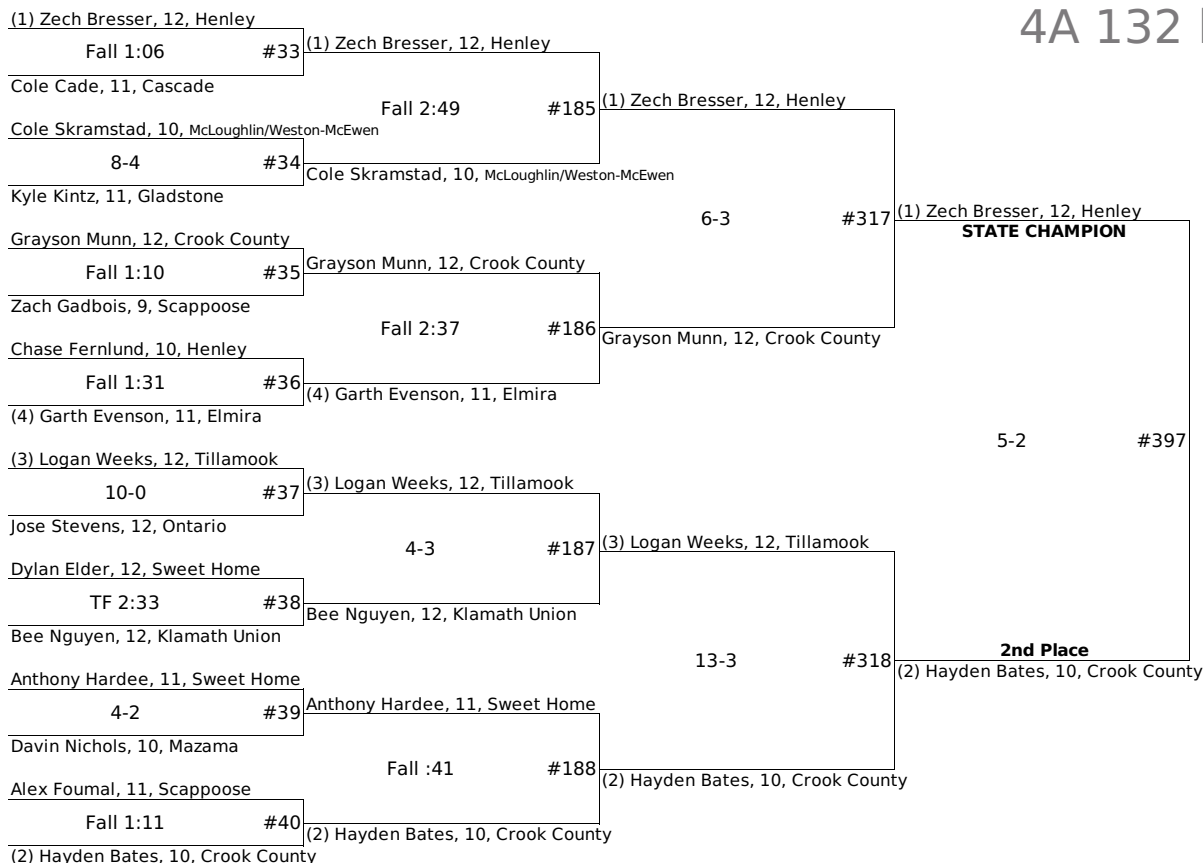 4A 132
(1) Zech Bresser, 12, Henley
Fall 1:06 #33
Cole Cade, 11, Cascade
(1) Zech Bresser, 12, Henley
Fall 2:49 #185
Cole Skramstad, 10, McLoughlin/Weston-McEwen
8-4 #34
Kyle Kintz, 11, Gladstone
Cole Skramstad, 10, McLoughlin/Weston-McEwen
(1) Zech Bresser, 12, Henley
6-3 #317
Grayson Munn, 12, Crook County
Fall 1:10 #35
Zach Gadbois, 9, Scappoose
Grayson Munn, 12, Crook County
Fall 2:37 #186
Chase Fernlund, 10, Henley
Fall 1:31 #36
(4) Garth Evenson, 11, Elmira
(4) Garth Evenson, 11, Elmira
Grayson Munn, 12, Crook County
(1) Zech Bresser, 12, Henley
STATE CHAMPION
5-2 #397
(3) Logan Weeks, 12, Tillamook
10-0 #37
Jose Stevens, 12, Ontario
(3) Logan Weeks, 12, Tillamook
4-3 #187
Dylan Elder, 12, Sweet Home
TF 2:33 #38
Bee Nguyen, 12, Klamath Union
Bee Nguyen, 12, Klamath Union
(3) Logan Weeks, 12, Tillamook
13-3 #318
Anthony Hardee, 11, Sweet Home
4-2 #39
Davin Nichols, 10, Mazama
Anthony Hardee, 11, Sweet Home
Fall :41 #188
Alex Foumal, 11, Scappoose
Fall 1:11 #40
(2) Hayden Bates, 10, Crook County
(2) Hayden Bates, 10, Crook County
(2) Hayden Bates, 10, Crook County
2nd Place
(2) Hayden Bates, 10, Crook County